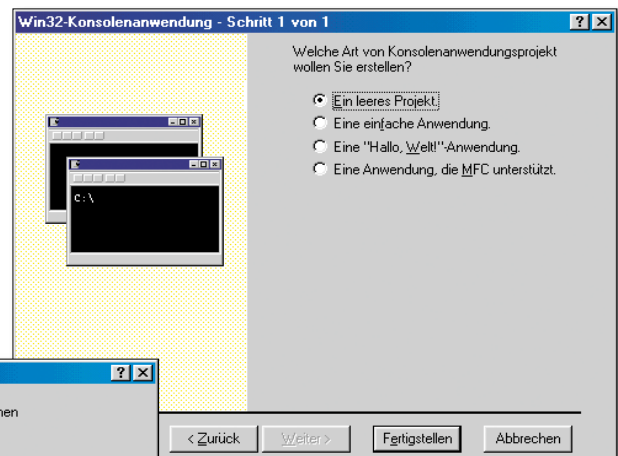 Win32-Konsolenanwendung - Schritt 1 von 1
Welche Art von Konsolenanwendungsprojekt
wollen Sie erstellen?
Ein leeres Projekt.
Eine einfache Anwendung.
Eine "Hallo, Welt!"-Anwendung.
Eine Anwendung, die MFC unterstützt.
C:\
< Zurück
Weiter >
Fertigstellen
Abbrechen